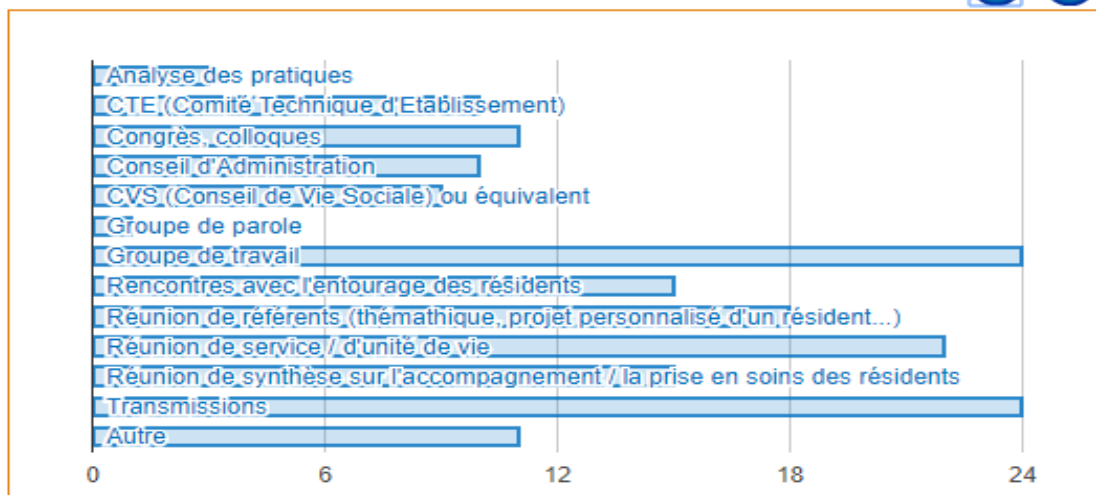 Analyse des pratiques
CTE (Comité Technique d'Etablissement)
Congrès, colloques
Conseil d'Administration
CVS (Conseil de Vie Sociale) ou équivalent
Groupe de parole
Groupe de travail
Rencontres avec l'entourage des résidents
Réunion de référents (thémathique, projet personnalisé d'un résident...)
Réunion de service / d'unité de vie
Réunion de synthèse sur l'accompagnement / la prise en soins des résidents
Transmissions
Autre
0 6 12 18 24